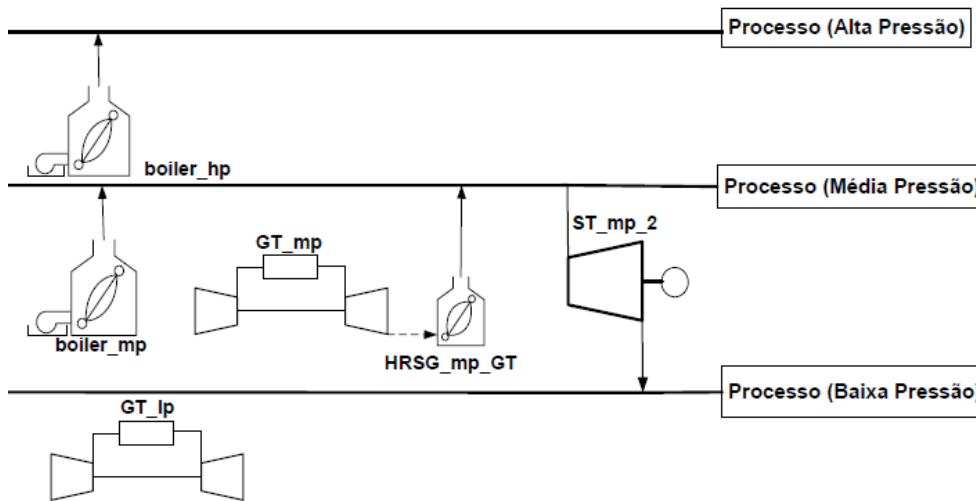 Processo (Alta Pressão)
boiler_hp
Processo (Média Pressão)
ST_mp_2
GT_mp
boiler_mp
HRSG_mp_GT
Processo (Baixa Pressão)
GT_lp